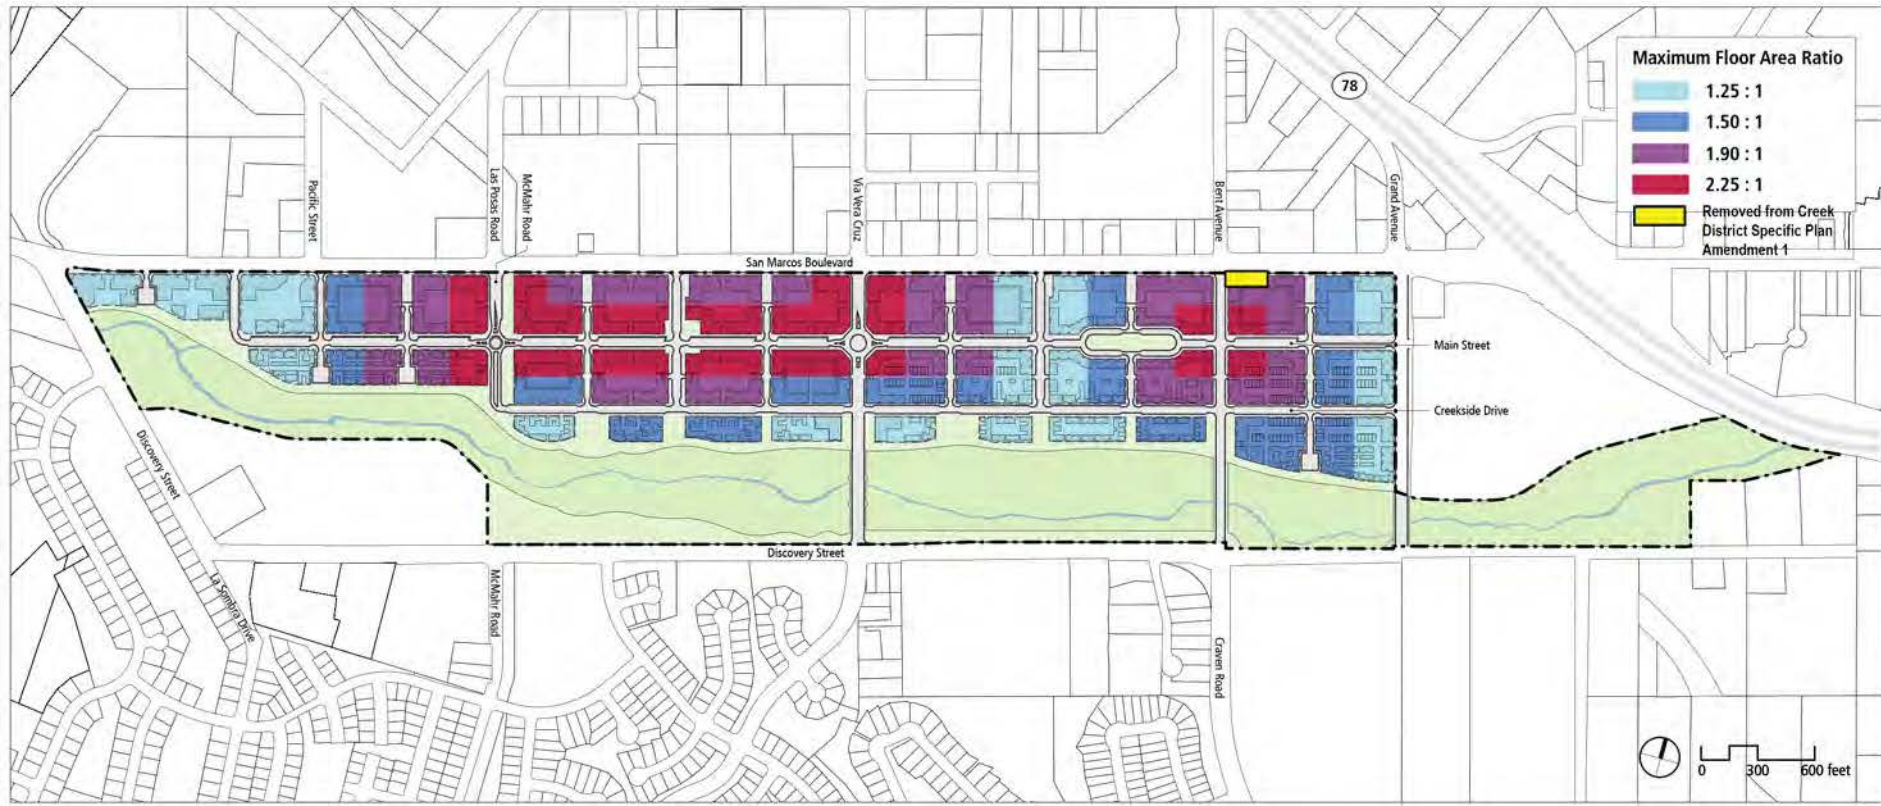 Maximum Floor Area Ratio
1.25 : 1
1.50 : 1
1.90 : 1
2.25 : 1
Removed from Creek
District Specific Plan
Amendment 1
78
Pacific Street
Las Posas Road
McMahr Road
Via Vera Cruz
Bent Avenue
Grand Avenue
San Marcos Boulevard
Main Street
Creekside Drive
Discovery Street
Discovery Street
La Sombra Drive
McMahr Road
Craven Road
0 300 600 feet